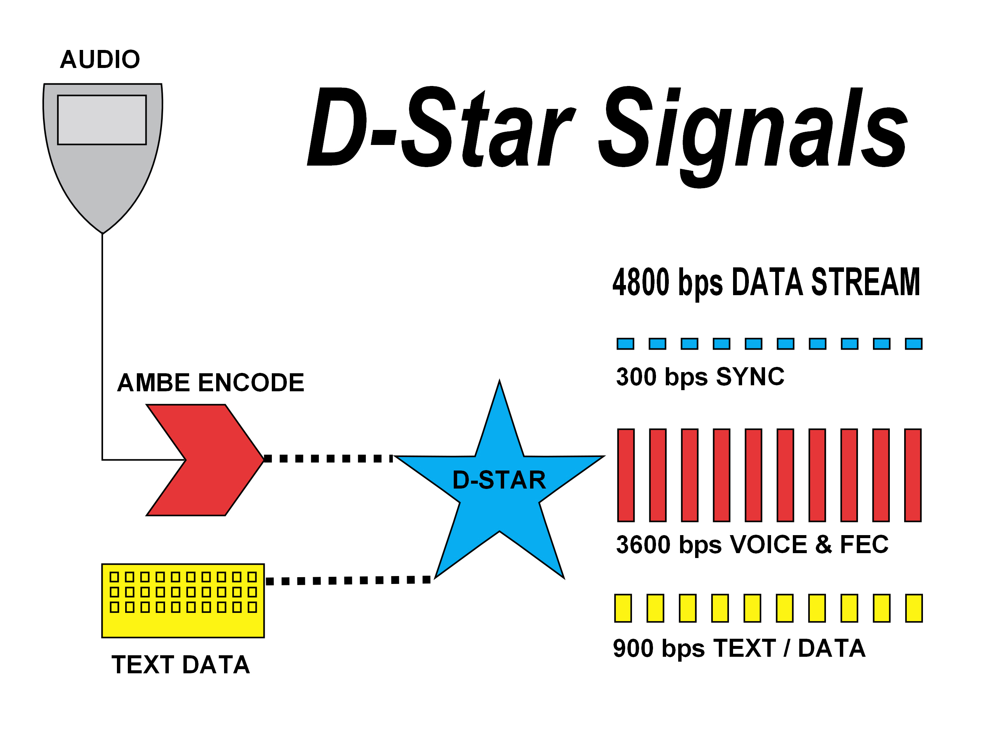 AUDIO
D-Star Signals
4800 bps DATA STREAM
300 bps SYNC
AMBE ENCODE
D-STAR
3600 bps VOICE & FEC
900 bps TEXT / DATA
TEXT DATA